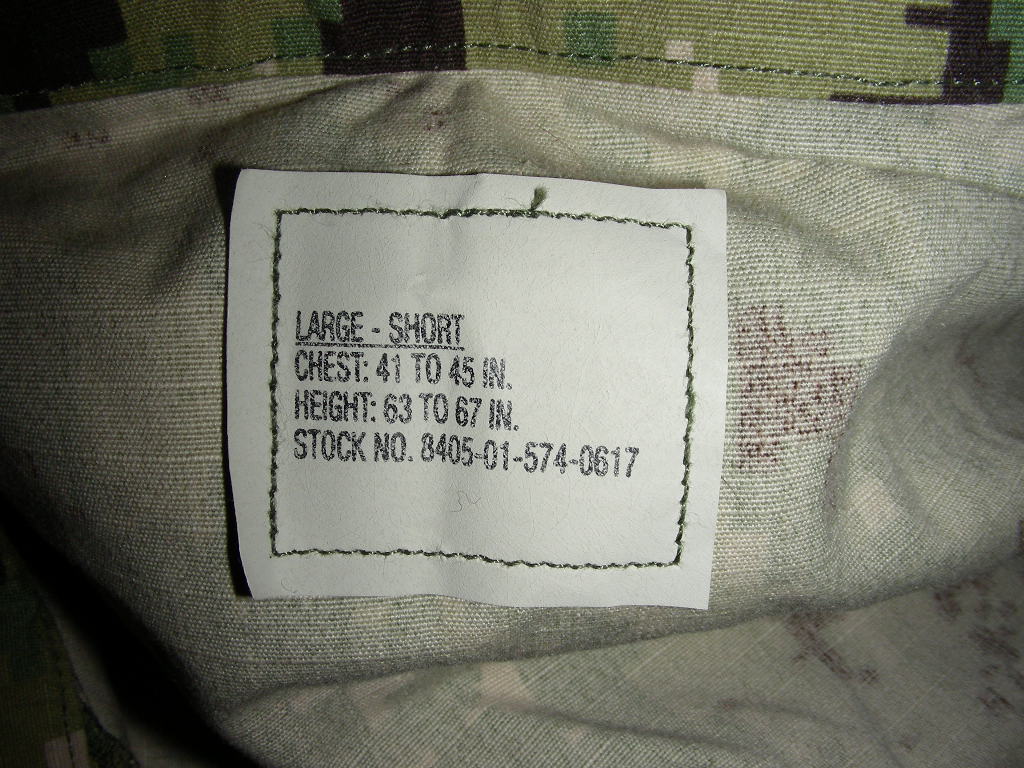 LARGE - SHORT
CHEST: 41 TO 45 IN.
HEIGHT: 63 TO 67 IN.
STOCK NO. 8405-01-574-0617